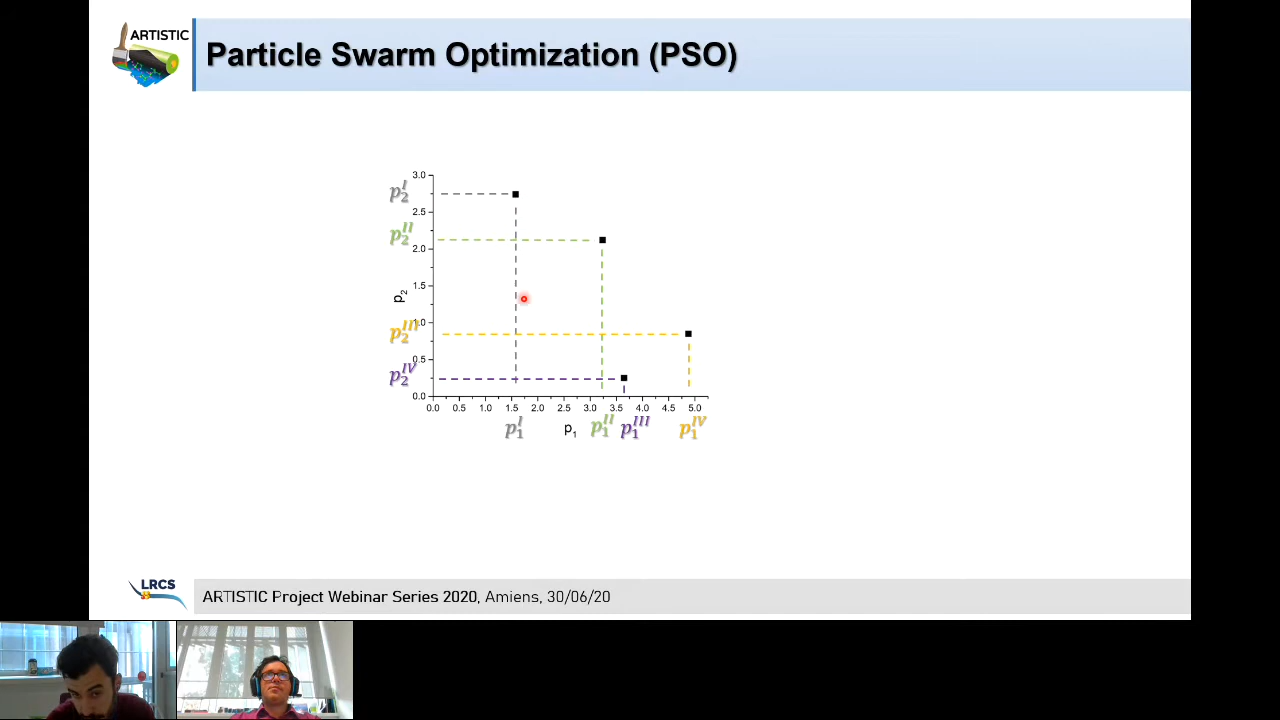 ARTISTIC
Particle Swarm Optimization (PSO)
3.0
2.5
2.0
1.5
1.0
0.5
0.0
p₂
p₂ᴵ
p₂ᴵᴵ
p₂ᴵᴵᴵ
p₂ᴵⱽ
0.0 0.5 1.0 1.5 2.0 2.5 3.0 3.5 4.0 4.5 5.0
p₁ᴵ p₁ p₁ᴵᴵ p₁ᴵᴵᴵ p₁ᴵⱽ
LRCS
ARTISTIC Project Webinar Series 2020, Amiens, 30/06/20